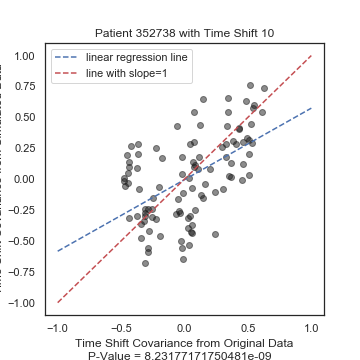 Patient 352738 with Time Shift 10
linear regression line
line with slope=1
1.00
0.75
0.50
0.25
0.00
−0.25
−0.50
−0.75
−1.00
−1.0
−0.5
0.0
0.5
1.0
Time Shift Covariance from Original Data
P-Value = 8.23177171750481e-09